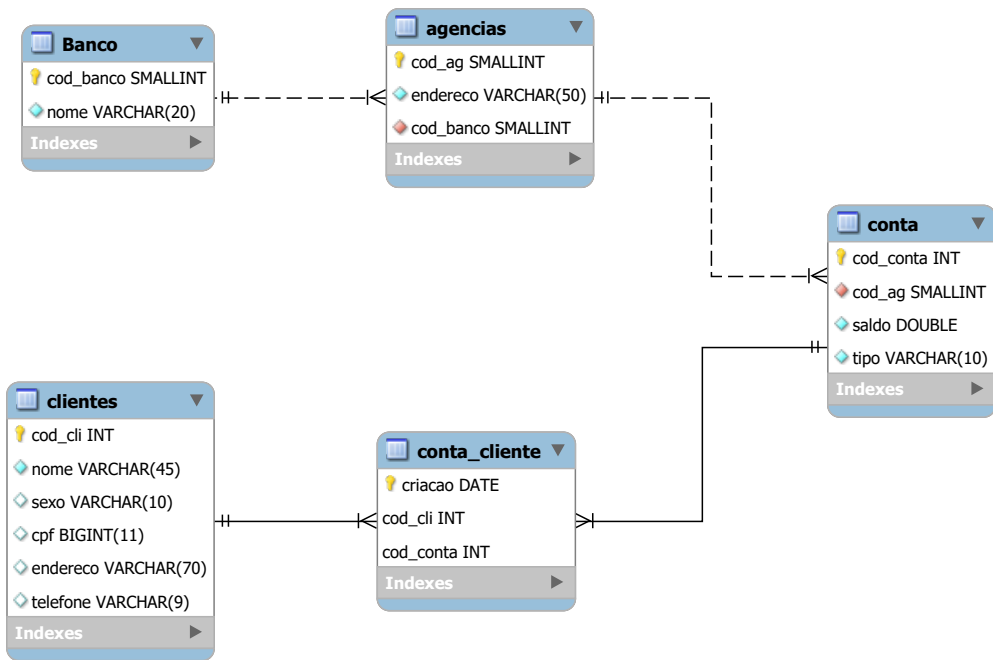 Banco
cod_banco SMALLINT
nome VARCHAR(20)
Indexes
agencias
cod_ag SMALLINT
endereco VARCHAR(50)
cod_banco SMALLINT
Indexes
conta
cod_conta INT
cod_ag SMALLINT
saldo DOUBLE
tipo VARCHAR(10)
Indexes
clientes
cod_cli INT
nome VARCHAR(45)
sexo VARCHAR(10)
cpf BIGINT(11)
endereco VARCHAR(70)
telefone VARCHAR(9)
Indexes
conta_cliente
criacao DATE
cod_cli INT
cod_conta INT
Indexes